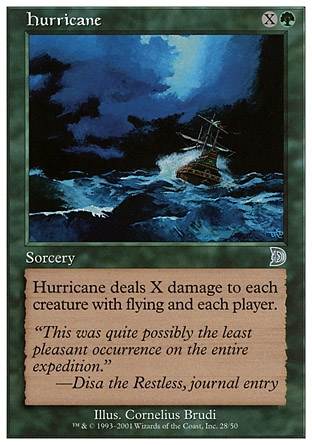 Hurricane X
Sorcery
Hurricane deals X damage to each
creature with flying and each player.
“This was quite possibly the least
pleasant occurrence on the entire
expedition.”
—Disa the Restless, journal entry
Illus. Cornelius Brudi
™ & © 1993–2001 Wizards of the Coast, Inc. 28/50